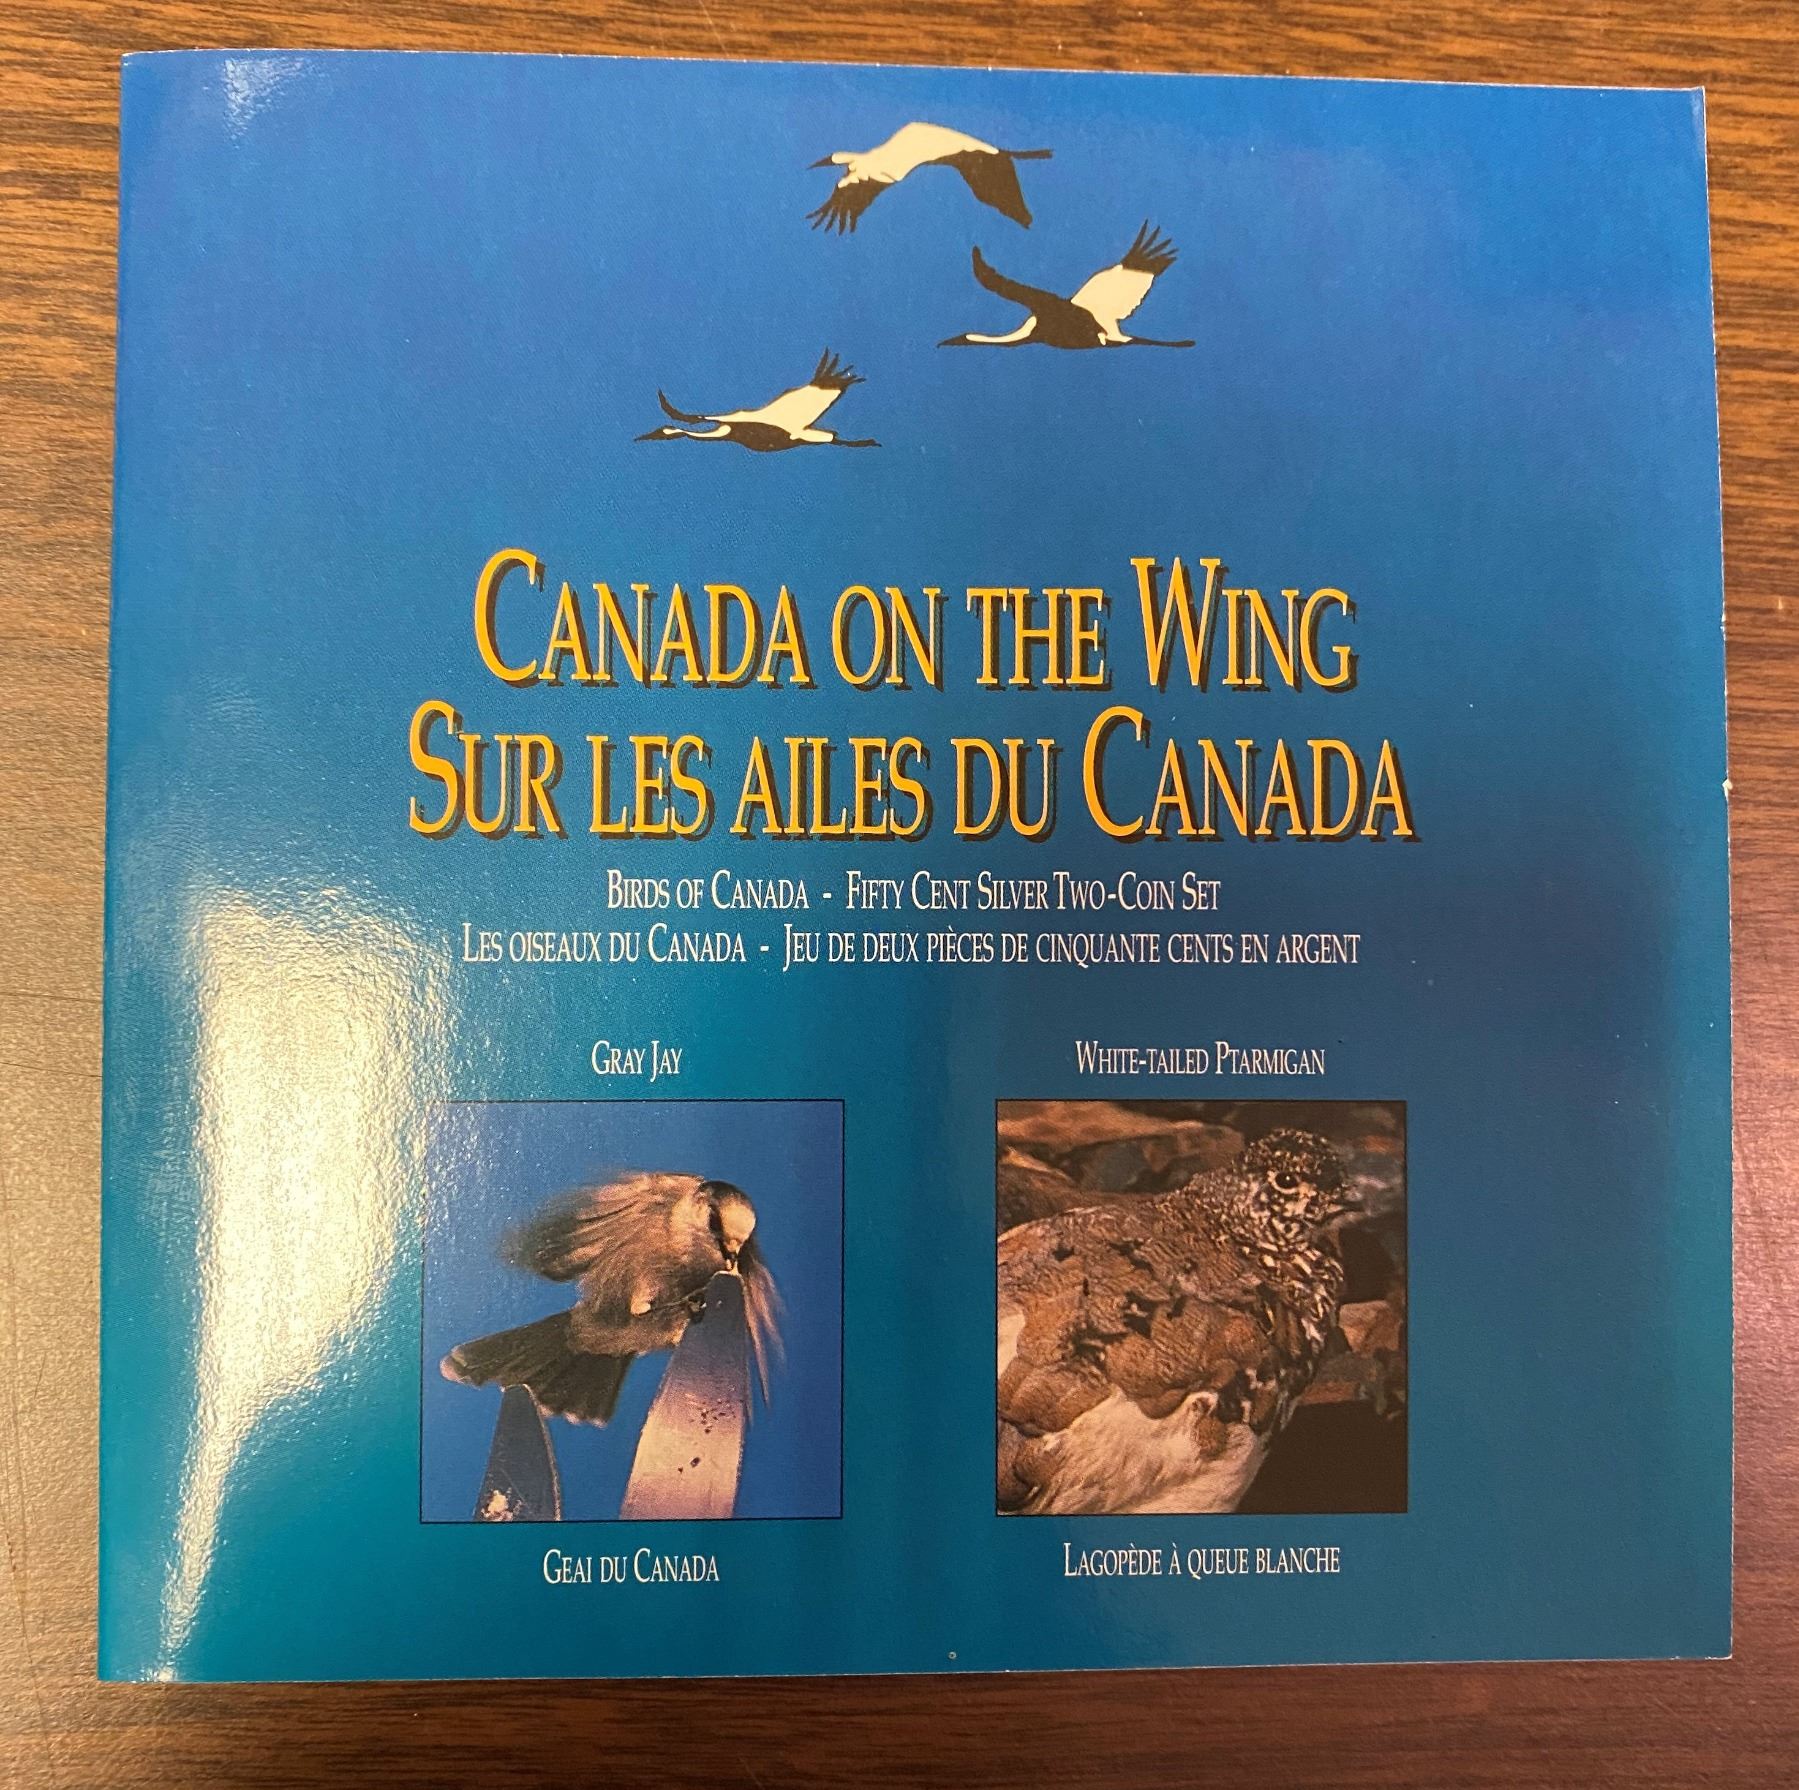 CANADA ON THE WING
SUR LES AILES DU CANADA
BIRDS OF CANADA - FIFTY CENT SILVER TWO-COIN SET
LES OISEAUX DU CANADA - JEU DE DEUX PIÈCES DE CINQUANTE CENTS EN ARGENT
GRAY JAY
WHITE-TAILED PTARMIGAN
GEAI DU CANADA
LAGOPÈDE À QUEUE BLANCHE